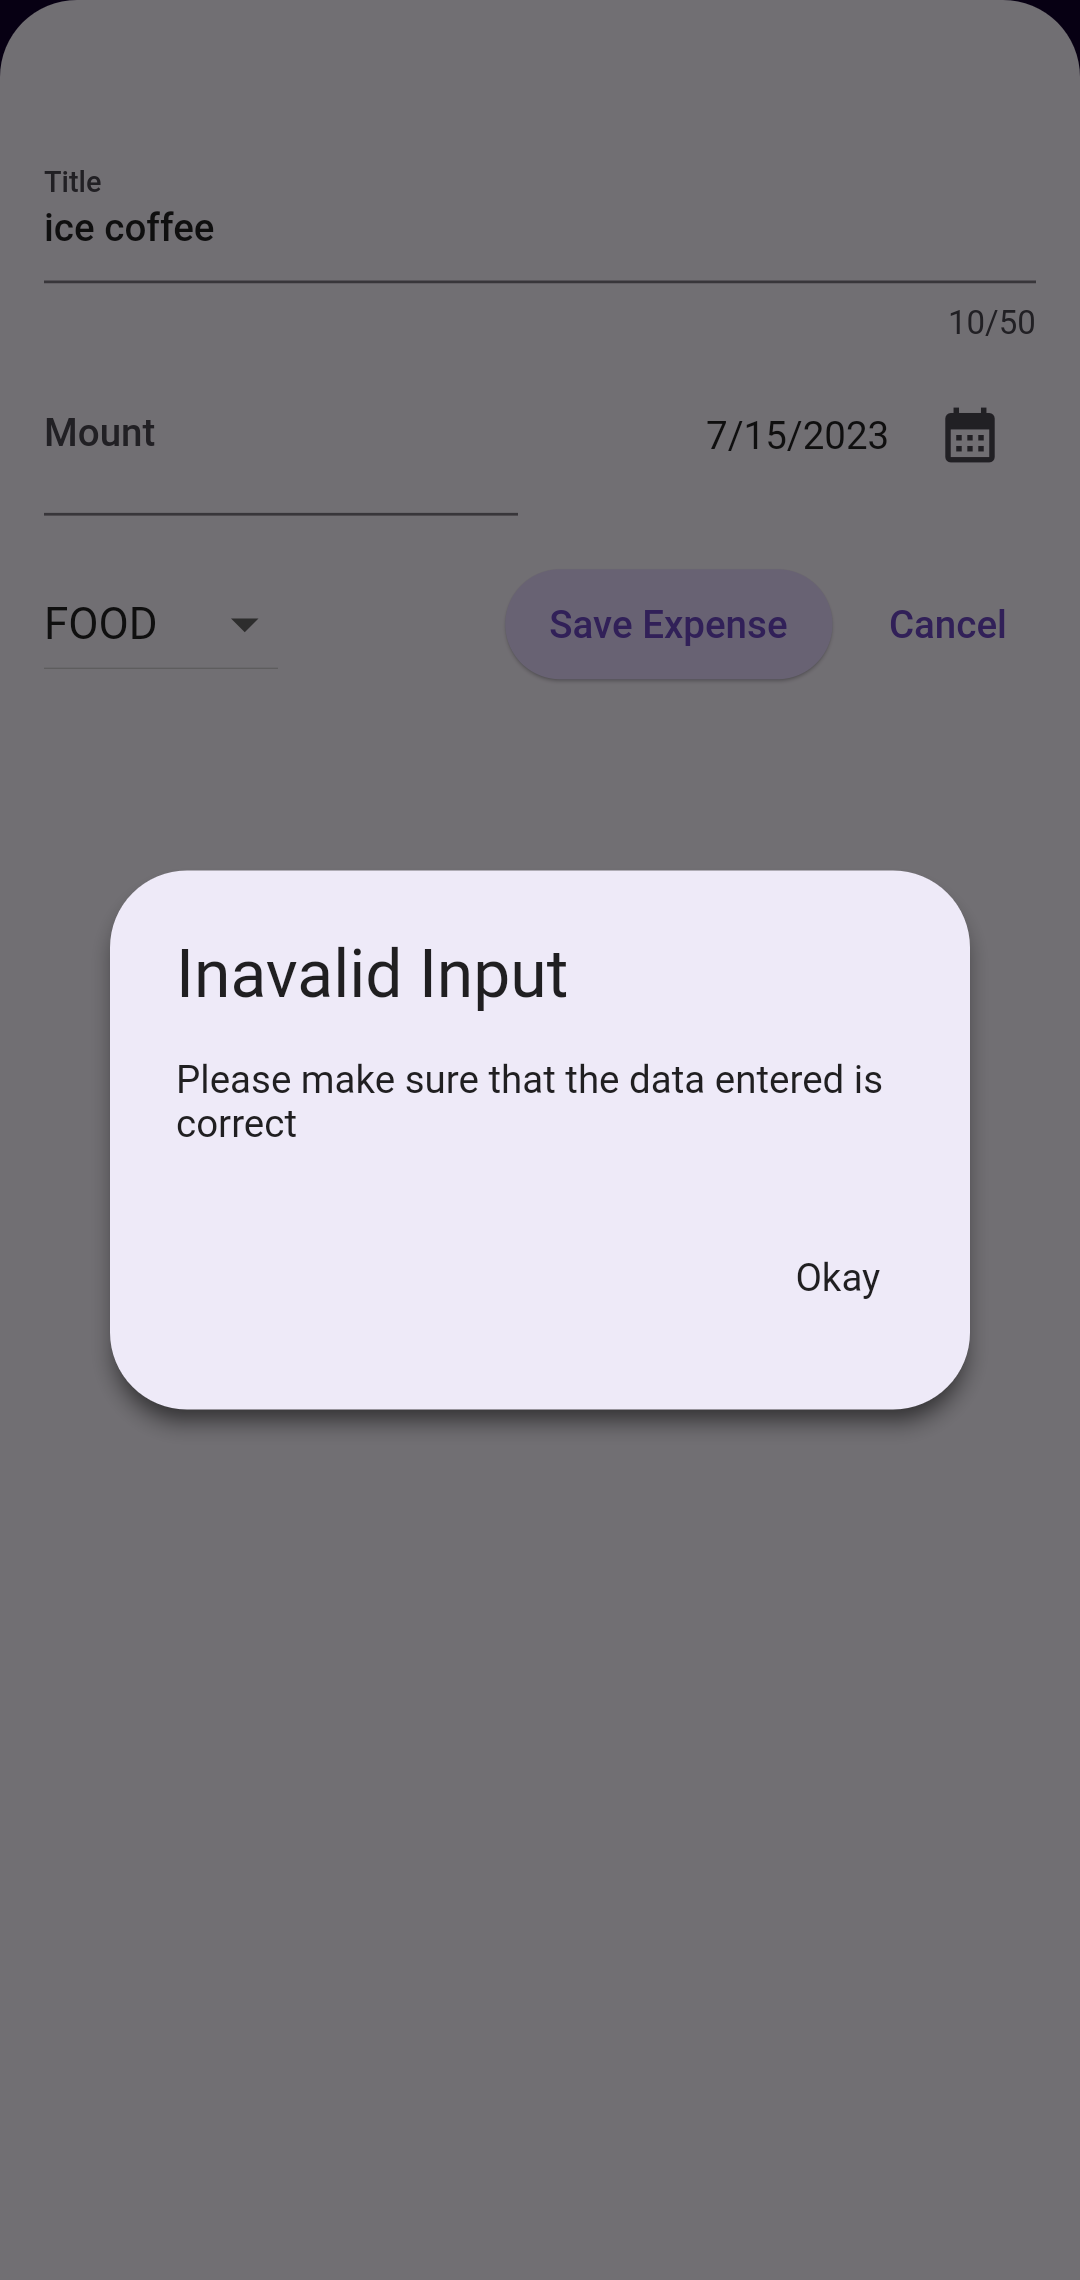 Title
ice coffee
10/50
Mount
7/15/2023
FOOD
Save Expense
Cancel
Inavalid Input
Please make sure that the data entered is
correct
Okay